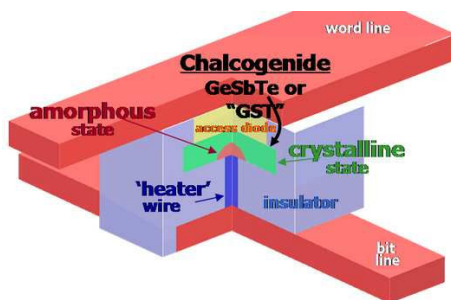 word line
Chalcogenide
GeSbTe or
"GST"
amorphous
state
access diode
crystalline
state
'heater'
wire
insulator
bit
line